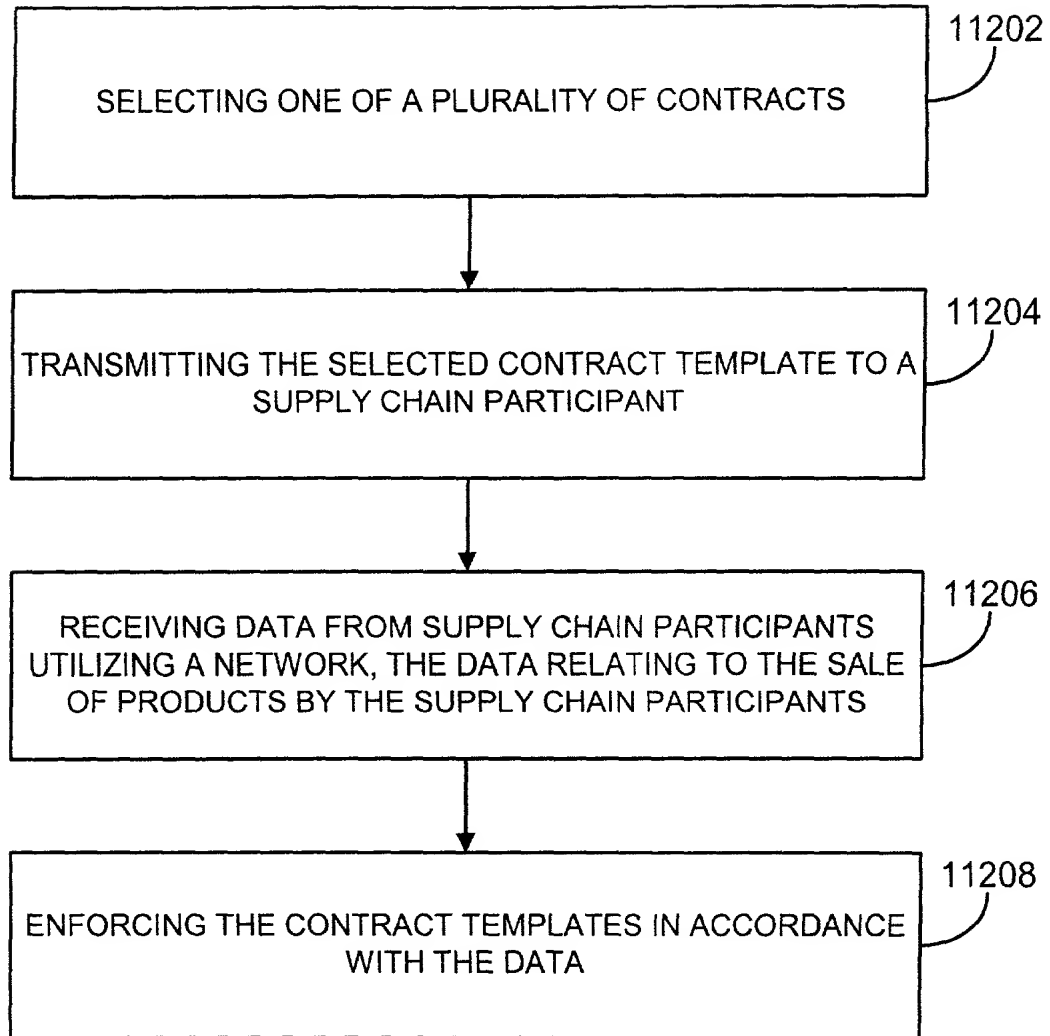 11202
SELECTING ONE OF A PLURALITY OF CONTRACTS
11204
TRANSMITTING THE SELECTED CONTRACT TEMPLATE TO A
SUPPLY CHAIN PARTICIPANT
11206
RECEIVING DATA FROM SUPPLY CHAIN PARTICIPANTS
UTILIZING A NETWORK, THE DATA RELATING TO THE SALE
OF PRODUCTS BY THE SUPPLY CHAIN PARTICIPANTS
11208
ENFORCING THE CONTRACT TEMPLATES IN ACCORDANCE
WITH THE DATA